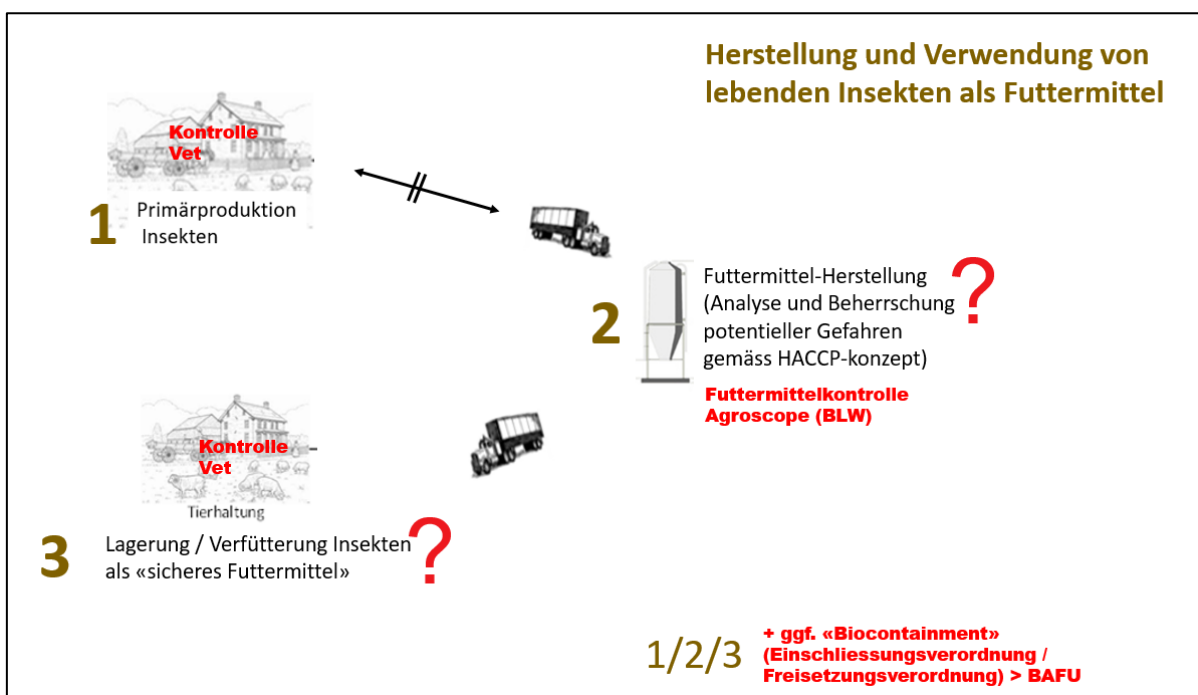 Herstellung und Verwendung von
lebenden Insekten als Futtermittel
Kontrolle
Vet
1
Primärproduktion
Insekten
2
Futtermittel-Herstellung
(Analyse und Beherrschung
potentieller Gefahren
gemäss HACCP-konzept)
?
Futtermittelkontrolle
Agroscope (BLW)
Kontrolle
Vet
Tierhaltung
3
Lagerung / Verfütterung Insekten
als «sicheres Futtermittel»
?
1/2/3
+ ggf. «Biocontainment»
(Einschliessungsverordnung /
Freisetzungsverordnung) > BAFU